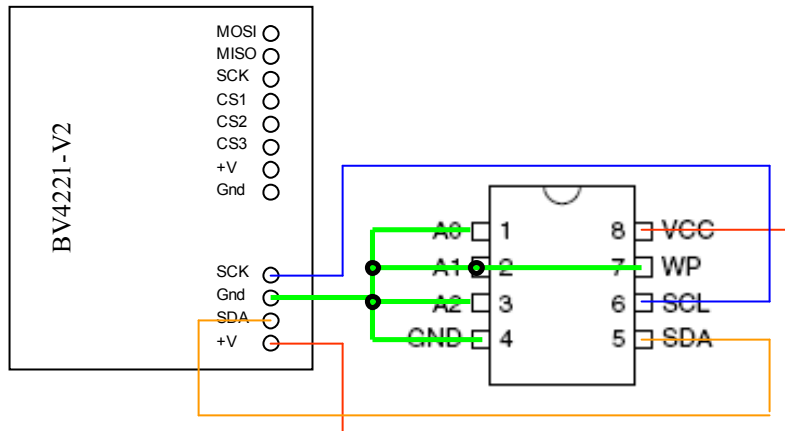 BV4221-V2
MOSI
MISO
SCK
CS1
CS2
CS3
+V
Gnd
SCK
Gnd
SDA
+V
A0 1 8 VCC
A1 2 7 WP
A2 3 6 SCL
GND 4 5 SDA